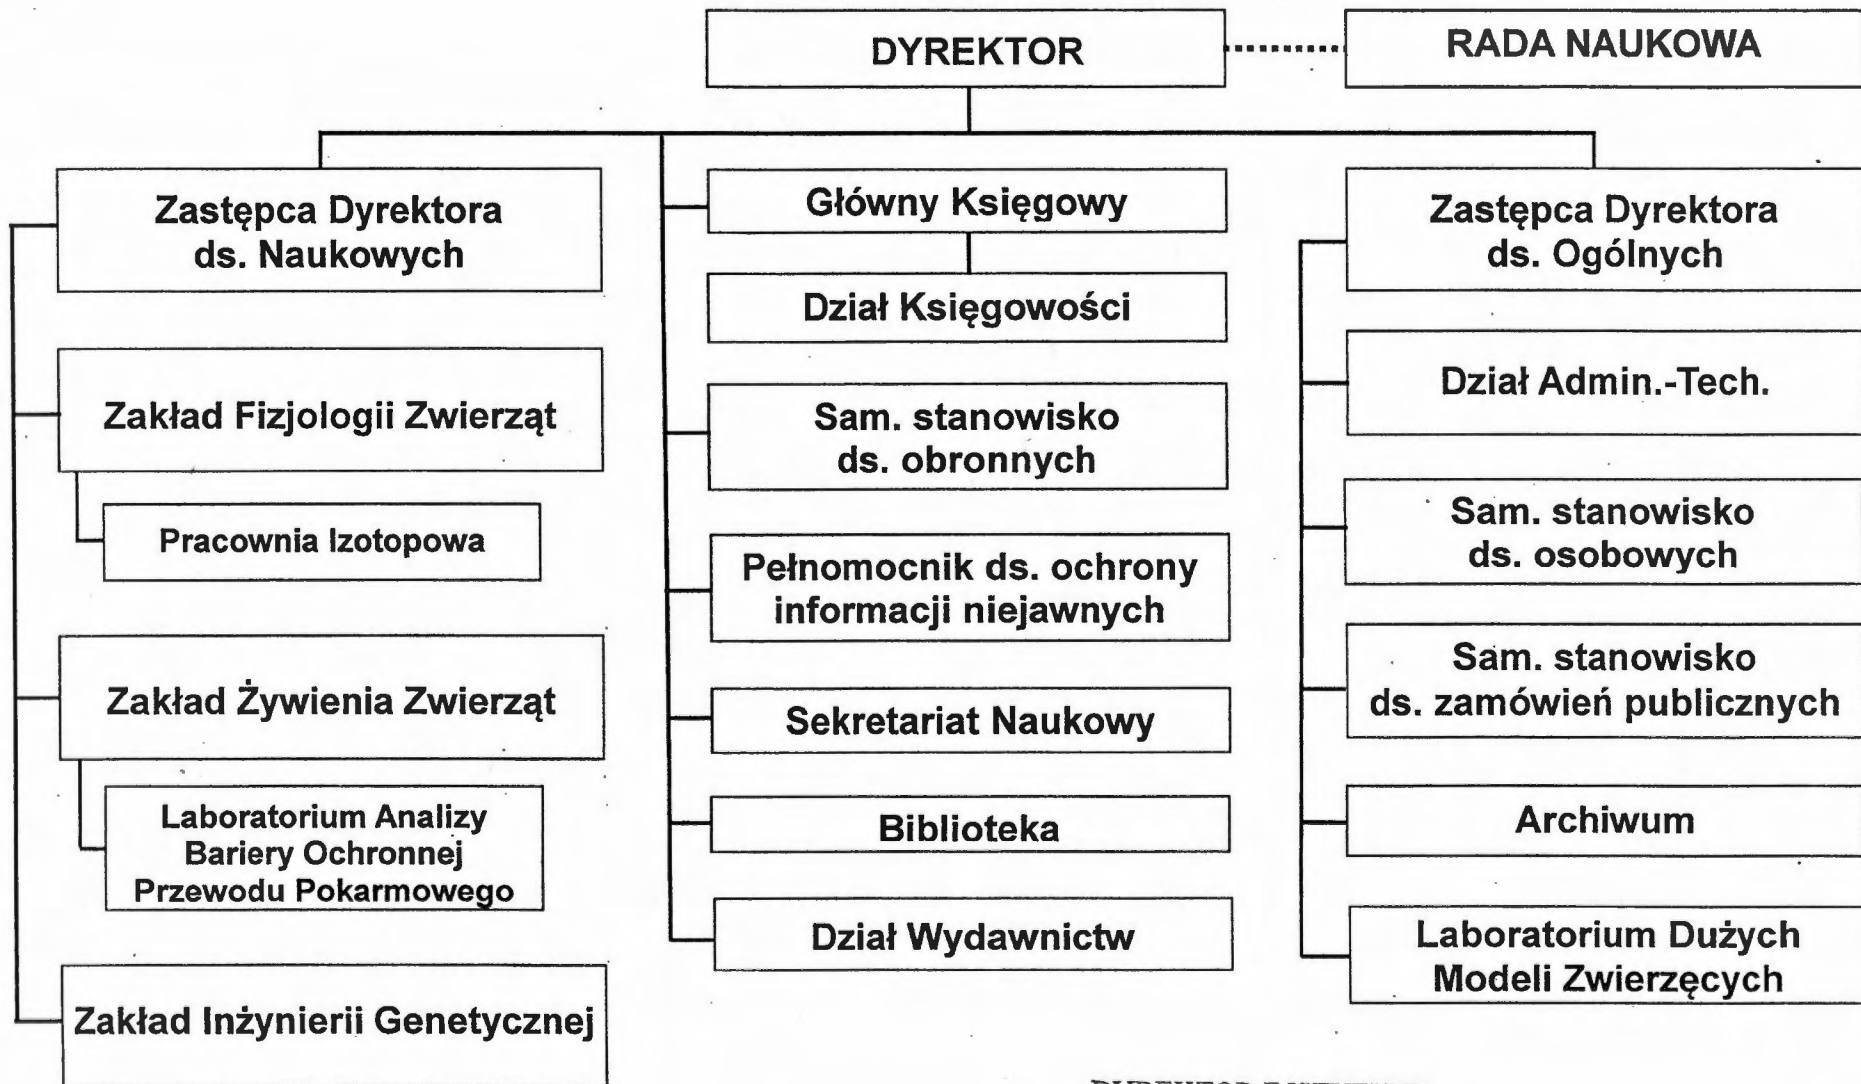 DYREKTOR
RADA NAUKOWA
Zastępca Dyrektora
ds. Naukowych
Zakład Fizjologii Zwierząt
Pracownia Izotopowa
Zakład Żywienia Zwierząt
Laboratorium Analizy
Bariery Ochronnej
Przewodu Pokarmowego
Zakład Inżynierii Genetycznej
Główny Księgowy
Dział Księgowości
Sam. stanowisko
ds. obronnych
Pełnomocnik ds. ochrony
informacji niejawnych
Sekretariat Naukowy
Biblioteka
Dział Wydawnictw
Zastępca Dyrektora
ds. Ogólnych
Dział Admin.-Tech.
Sam. stanowisko
ds. osobowych
Sam. stanowisko
ds. zamówień publicznych
Archiwum
Laboratorium Dużych
Modeli Zwierzęcych